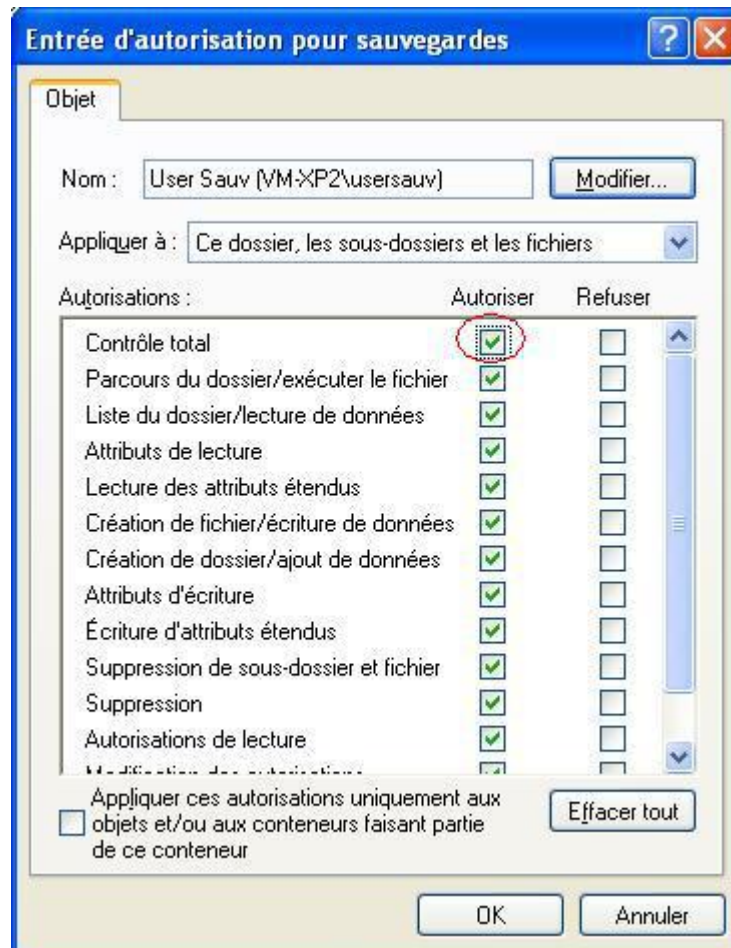 Entrée d'autorisation pour sauvegardes
Objet
Nom : User Sauv (VM-XP2\usersauv) Modifier...
Appliquer à : Ce dossier, les sous-dossiers et les fichiers
Autorisations : Autoriser Refuser
Contrôle total
Parcours du dossier/exécuter le fichier
Liste du dossier/lecture de données
Attributs de lecture
Lecture des attributs étendus
Création de fichier/écriture de données
Création de dossier/ajout de données
Attributs d'écriture
Écriture d'attributs étendus
Suppression de sous-dossier et fichier
Suppression
Autorisations de lecture
Modification des autorisations
Appliquer ces autorisations uniquement aux
objets et/ou aux conteneurs faisant partie
de ce conteneur
Effacer tout
OK Annuler